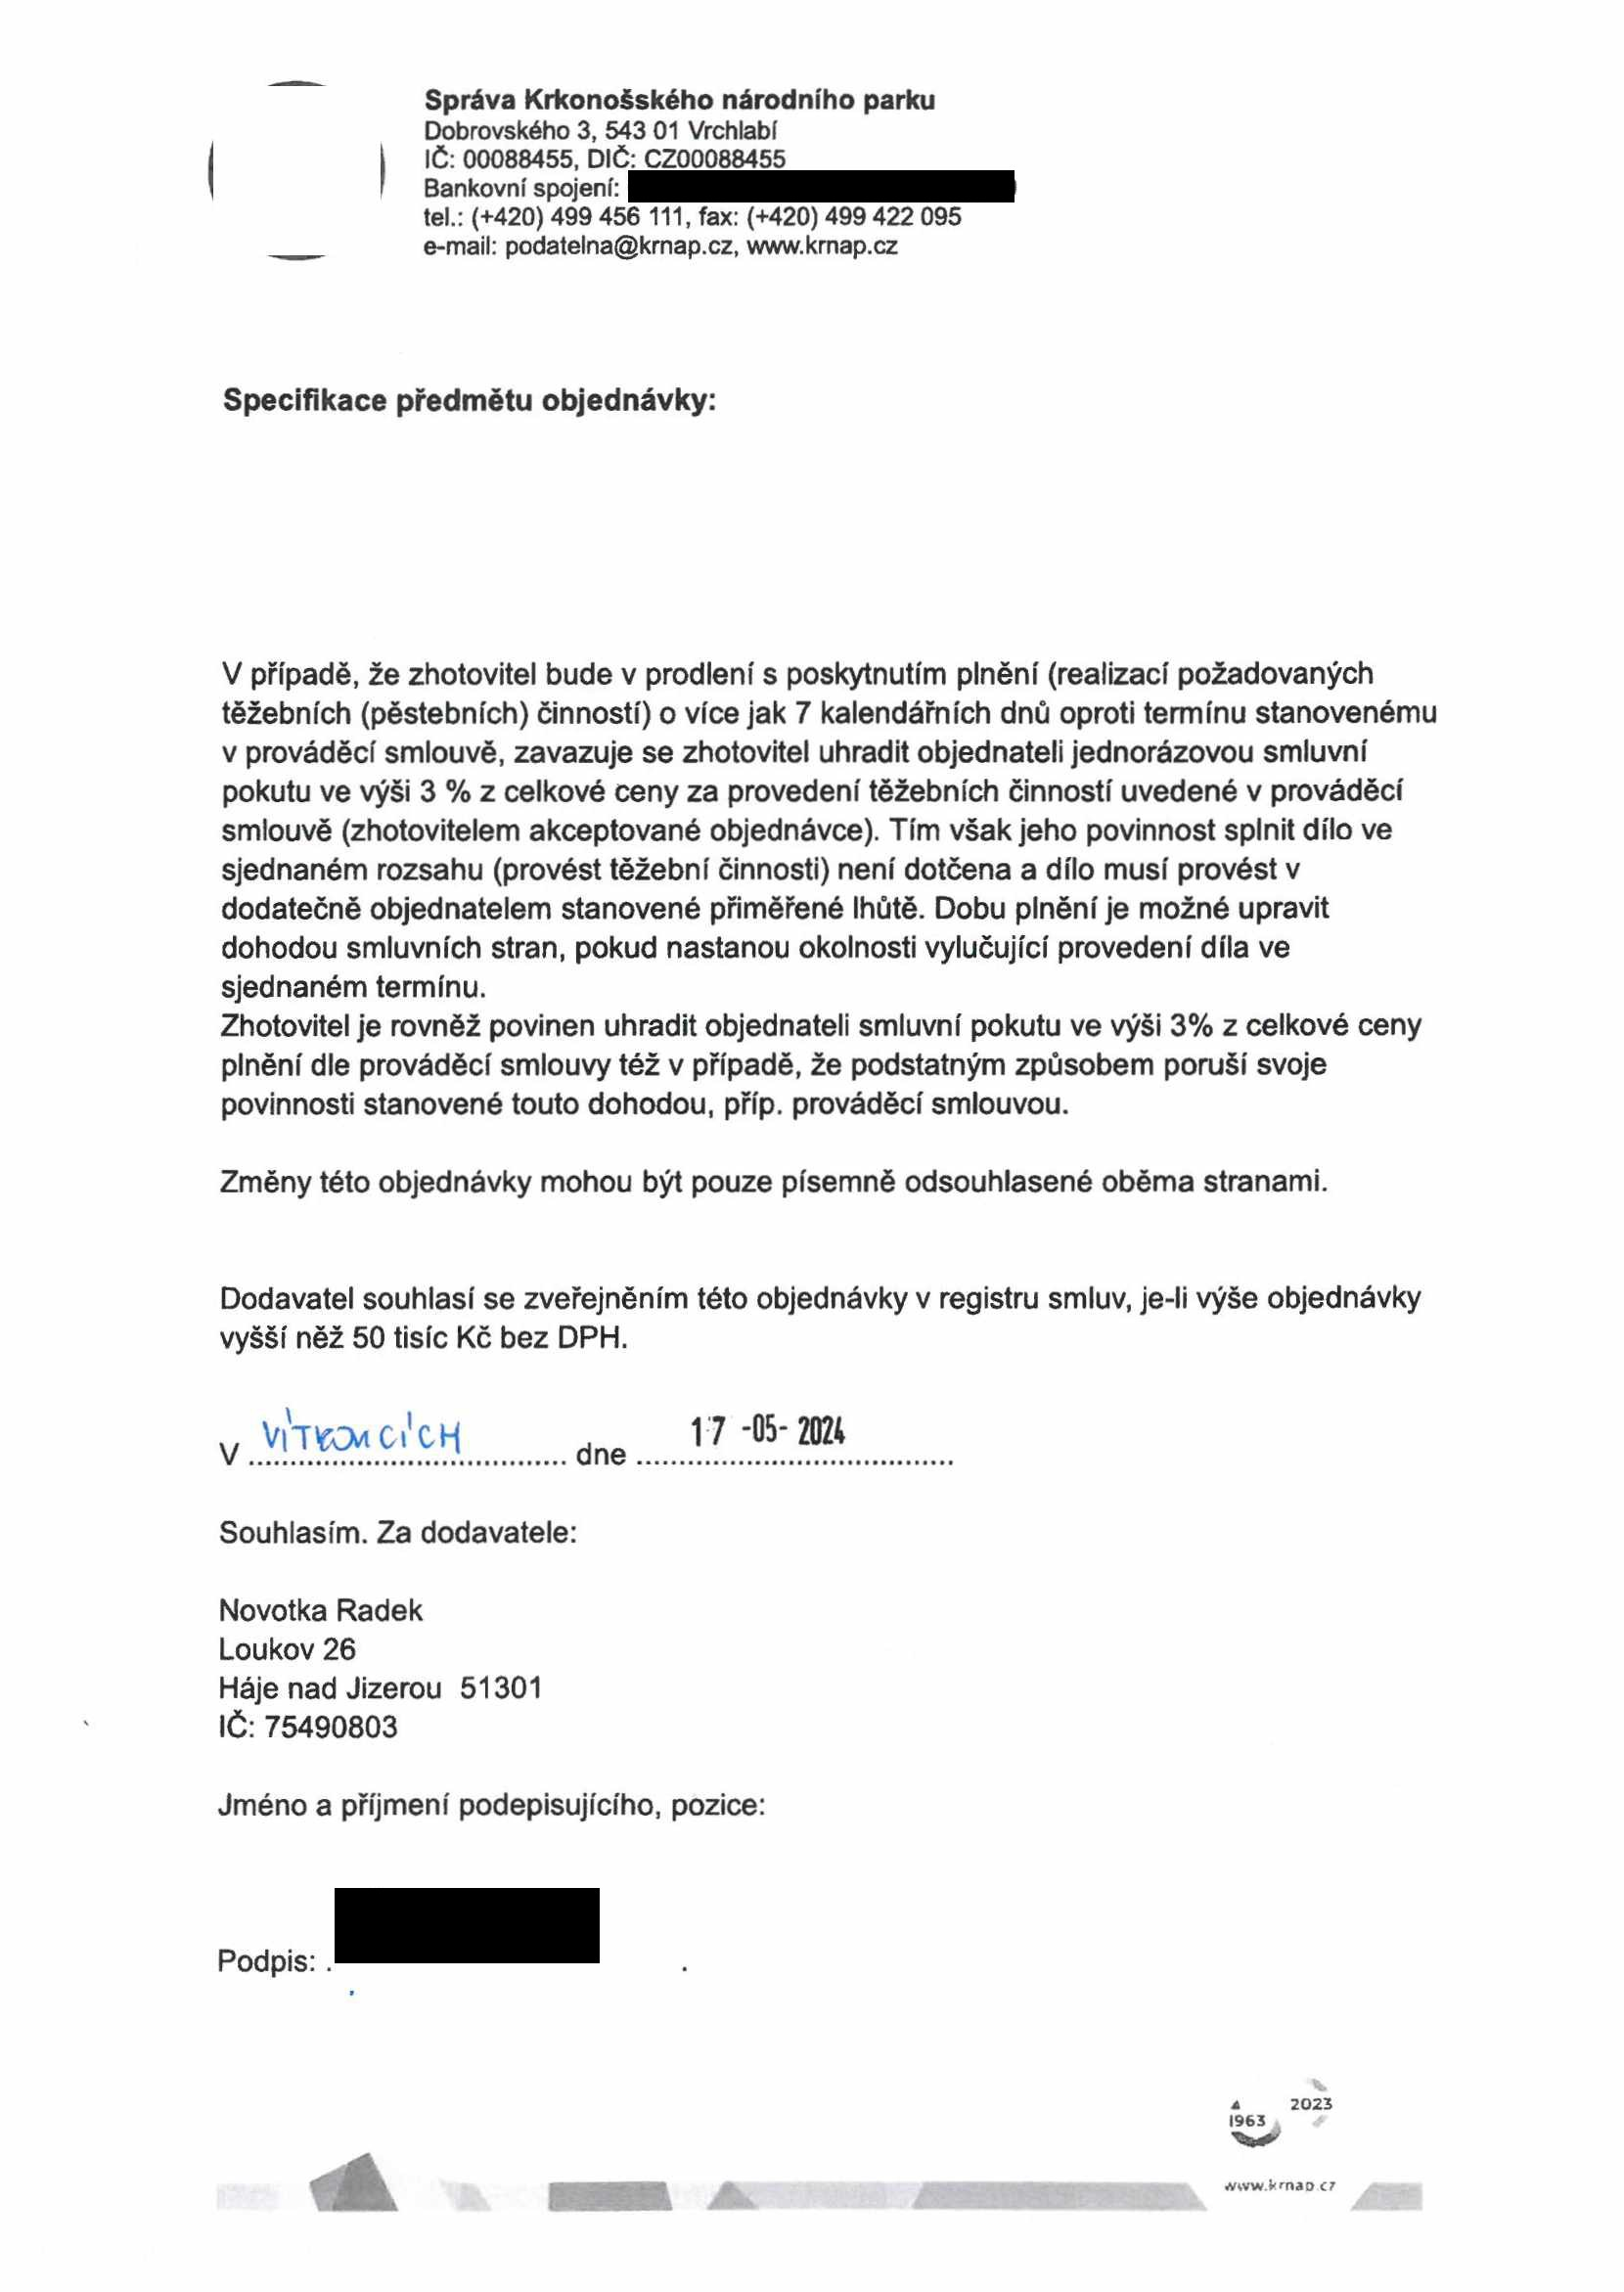 Správa Krkonošského národního parku
Dobrovského 3, 543 01 Vrchlabí
IČ: 00088455, DIČ: CZ00088455
Bankovní spojení:
tel.: (+420) 499 456 111, fax: (+420) 499 422 095
e-mail: podatelna@krnap.cz, www.krnap.cz
Specifikace předmětu objednávky:
V případě, že zhotovitel bude v prodlení s poskytnutím plnění (realizací požadovaných
těžebních (pěstebních) činností) o více jak 7 kalendářních dnů oproti termínu stanovenému
v prováděcí smlouvě, zavazuje se zhotovitel uhradit objednateli jednorázovou smluvní
pokutu ve výši 3 % z celkové ceny za provedení těžebních činností uvedené v prováděcí
smlouvě (zhotovitelem akceptované objednávce). Tím však jeho povinnost splnit dílo ve
sjednaném rozsahu (provést těžební činnosti) není dotčena a dílo musí provést v
dodatečně objednatelem stanovené přiměřené lhůtě. Dobu plnění je možné upravit
dohodou smluvních stran, pokud nastanou okolnosti vylučující provedení díla ve
sjednaném termínu.
Zhotovitel je rovněž povinen uhradit objednateli smluvní pokutu ve výši 3% z celkové ceny
plnění dle prováděcí smlouvy též v případě, že podstatným způsobem poruší svoje
povinnosti stanovené touto dohodou, příp. prováděcí smlouvou.
Změny této objednávky mohou být pouze písemně odsouhlasené oběma stranami.
Dodavatel souhlasí se zveřejněním této objednávky v registru smluv, je-li výše objednávky
vyšší než 50 tisíc Kč bez DPH.
V VÍTKOVICÍCH dne 17 -05- 2024
Souhlasím. Za dodavatele:
Novotka Radek
Loukov 26
Háje nad Jizerou 51301
IČ: 75490803
Jméno a příjmení podepisujícího, pozice:
Podpis:
2023
1963
www.krnap.cz